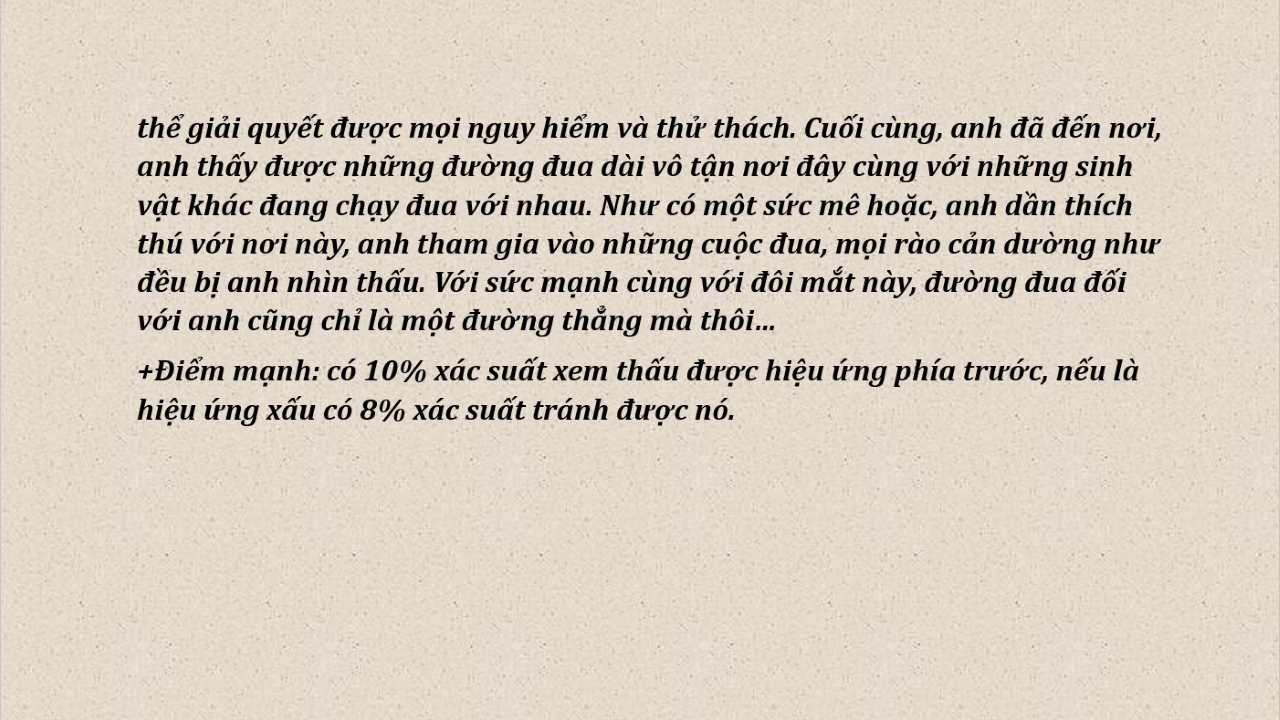 thể giải quyết được mọi nguy hiểm và thử thách. Cuối cùng, anh đã đến nơi,
anh thấy được những đường đua dài vô tận nơi đây cùng với những sinh
vật khác đang chạy đua với nhau. Như có một sức mê hoặc, anh dần thích
thú với nơi này, anh tham gia vào những cuộc đua, mọi rào cản dường như
đều bị anh nhìn thấu. Với sức mạnh cùng với đôi mắt này, đường đua đối
với anh cũng chỉ là một đường thẳng mà thôi...
+Điểm mạnh: có 10% xác suất xem thấu được hiệu ứng phía trước, nếu là
hiệu ứng xấu có 8% xác suất tránh được nó.